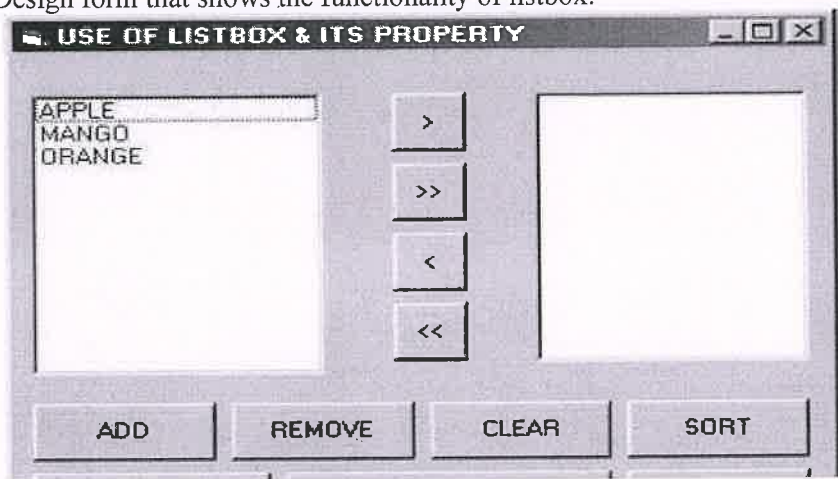 Design form that shows the functionality of listbox.
USE OF LISTBOX & ITS PROPERTY
APPLE
MANGO
ORANGE
>
>>
<
<<
ADD
REMOVE
CLEAR
SORT